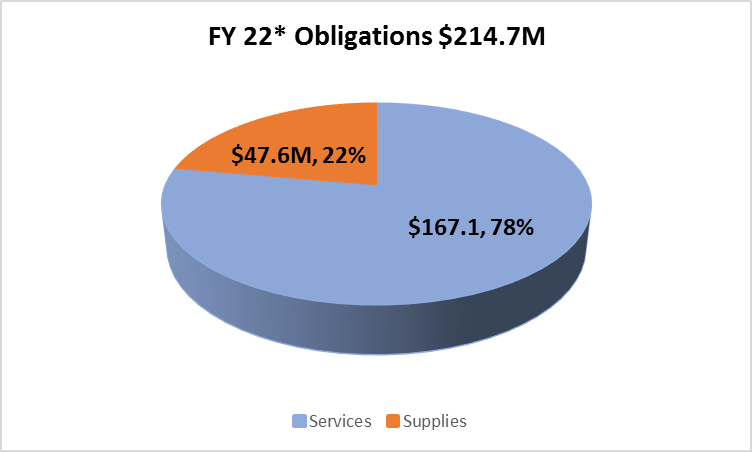 FY 22* Obligations $214.7M
$47.6M, 22%
$167.1, 78%
Services Supplies